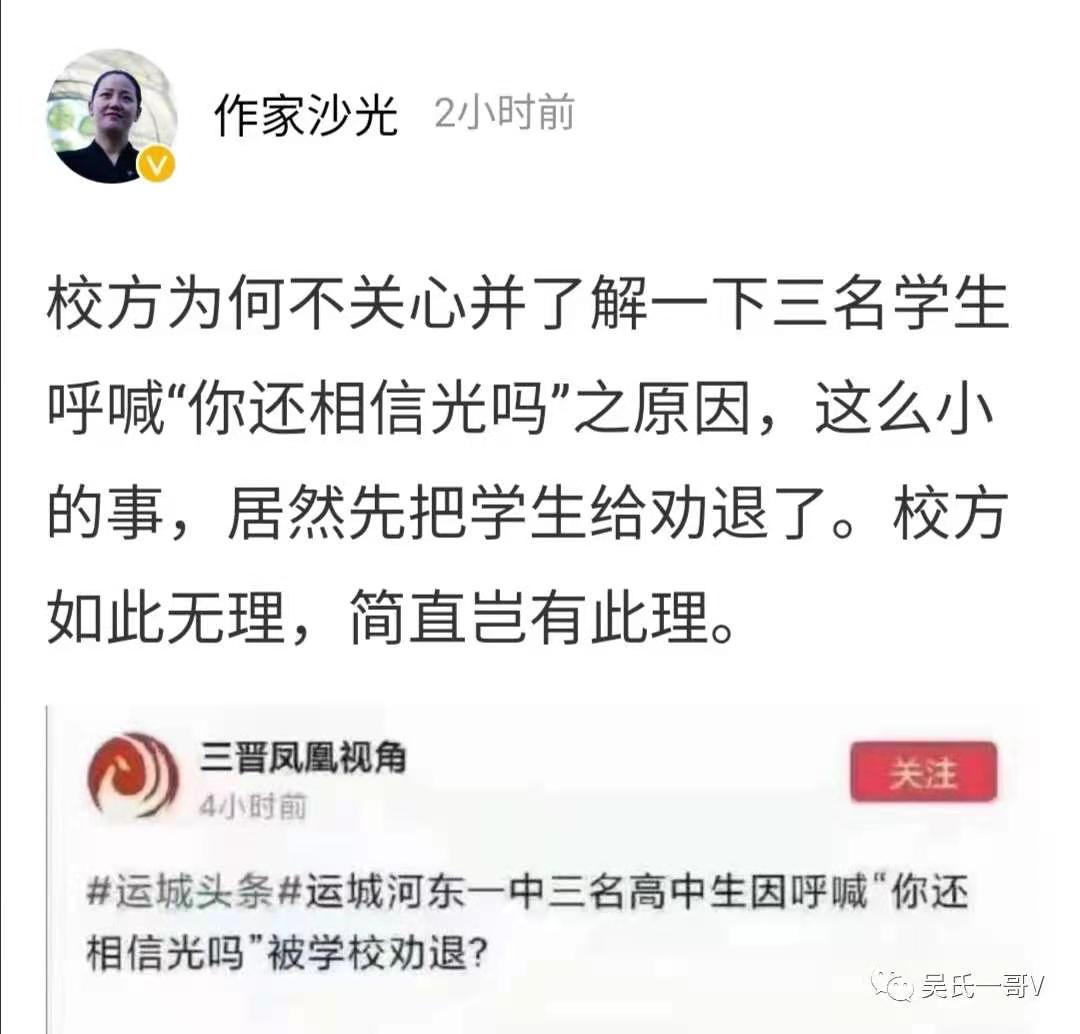 作家沙光 2小时前
校方为何不关心并了解一下三名学生
呼喊“你还相信光吗”之原因，这么小
的事，居然先把学生给劝退了。校方
如此无理，简直岂有此理。
三晋凤凰视角
4小时前
关注
#运城头条#运城河东一中三名高中生因呼喊“你还
相信光吗”被学校劝退?
吴氏一哥V